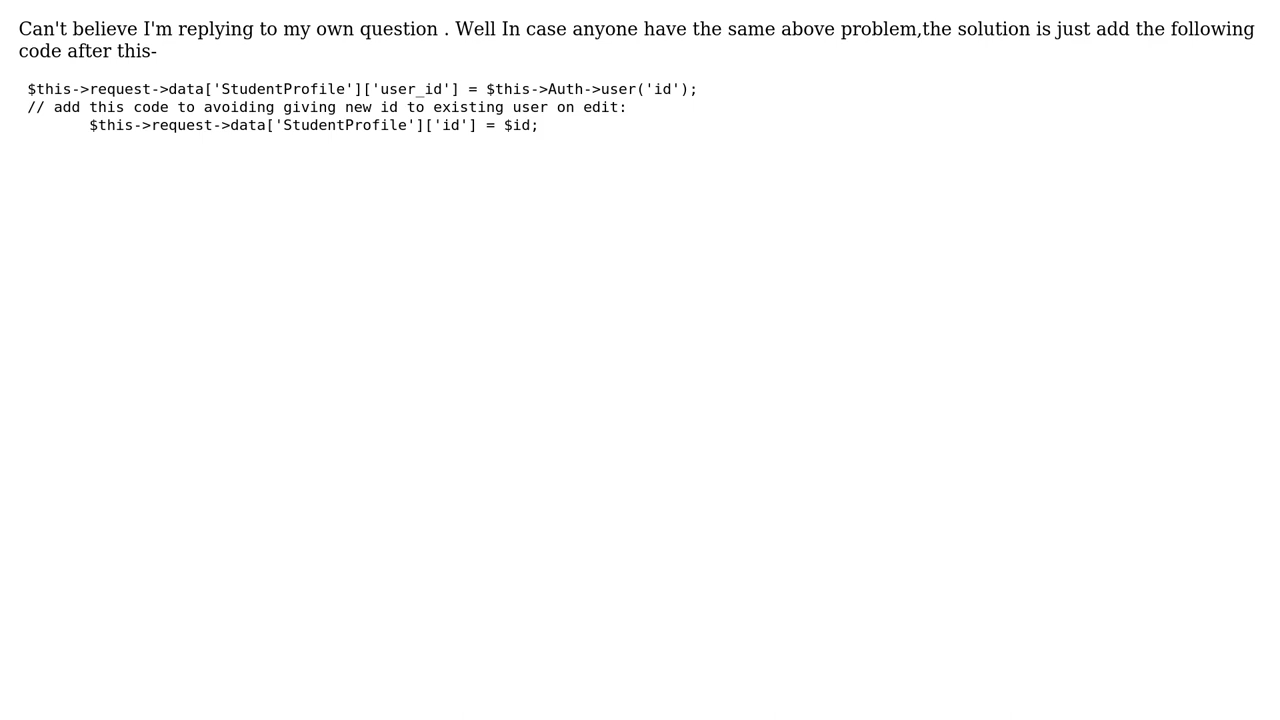 Can't believe I'm replying to my own question . Well In case anyone have the same above problem,the solution is just add the following
code after this-
$this->request->data['StudentProfile']['user_id'] = $this->Auth->user('id');
// add this code to avoiding giving new id to existing user on edit:
$this->request->data['StudentProfile']['id'] = $id;